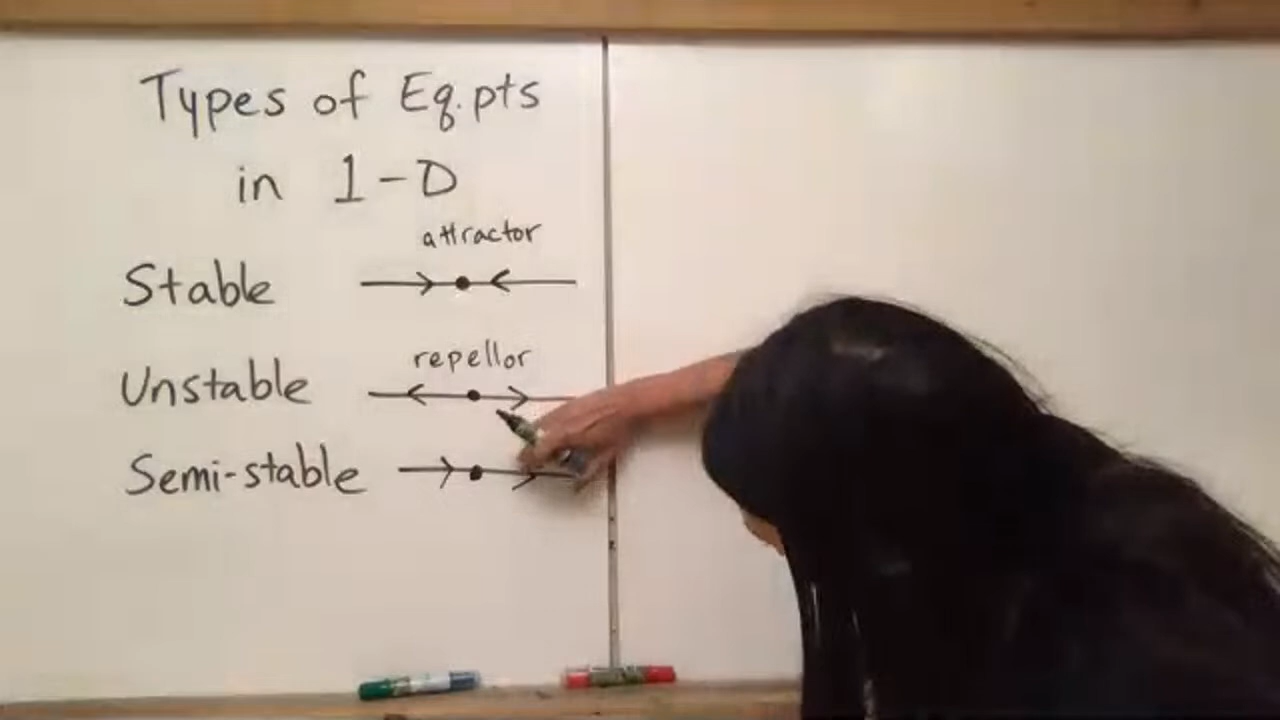 Types of Eq.pts
in 1-D
attractor
Stable
repellor
Unstable
Semi-stable